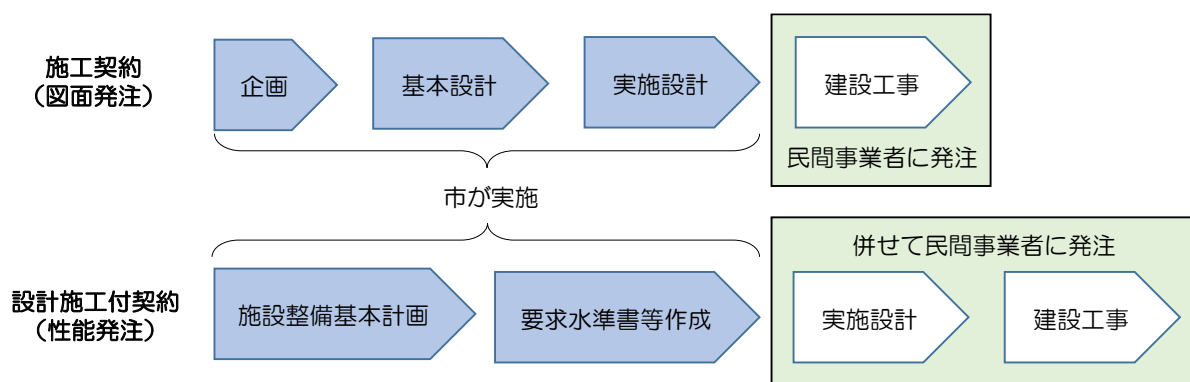 施工契約
（図面発注）
企画
基本設計
実施設計
建設工事
民間事業者に発注
市が実施
設計施工付契約
（性能発注）
施設整備基本計画
要求水準書等作成
併せて民間事業者に発注
実施設計
建設工事